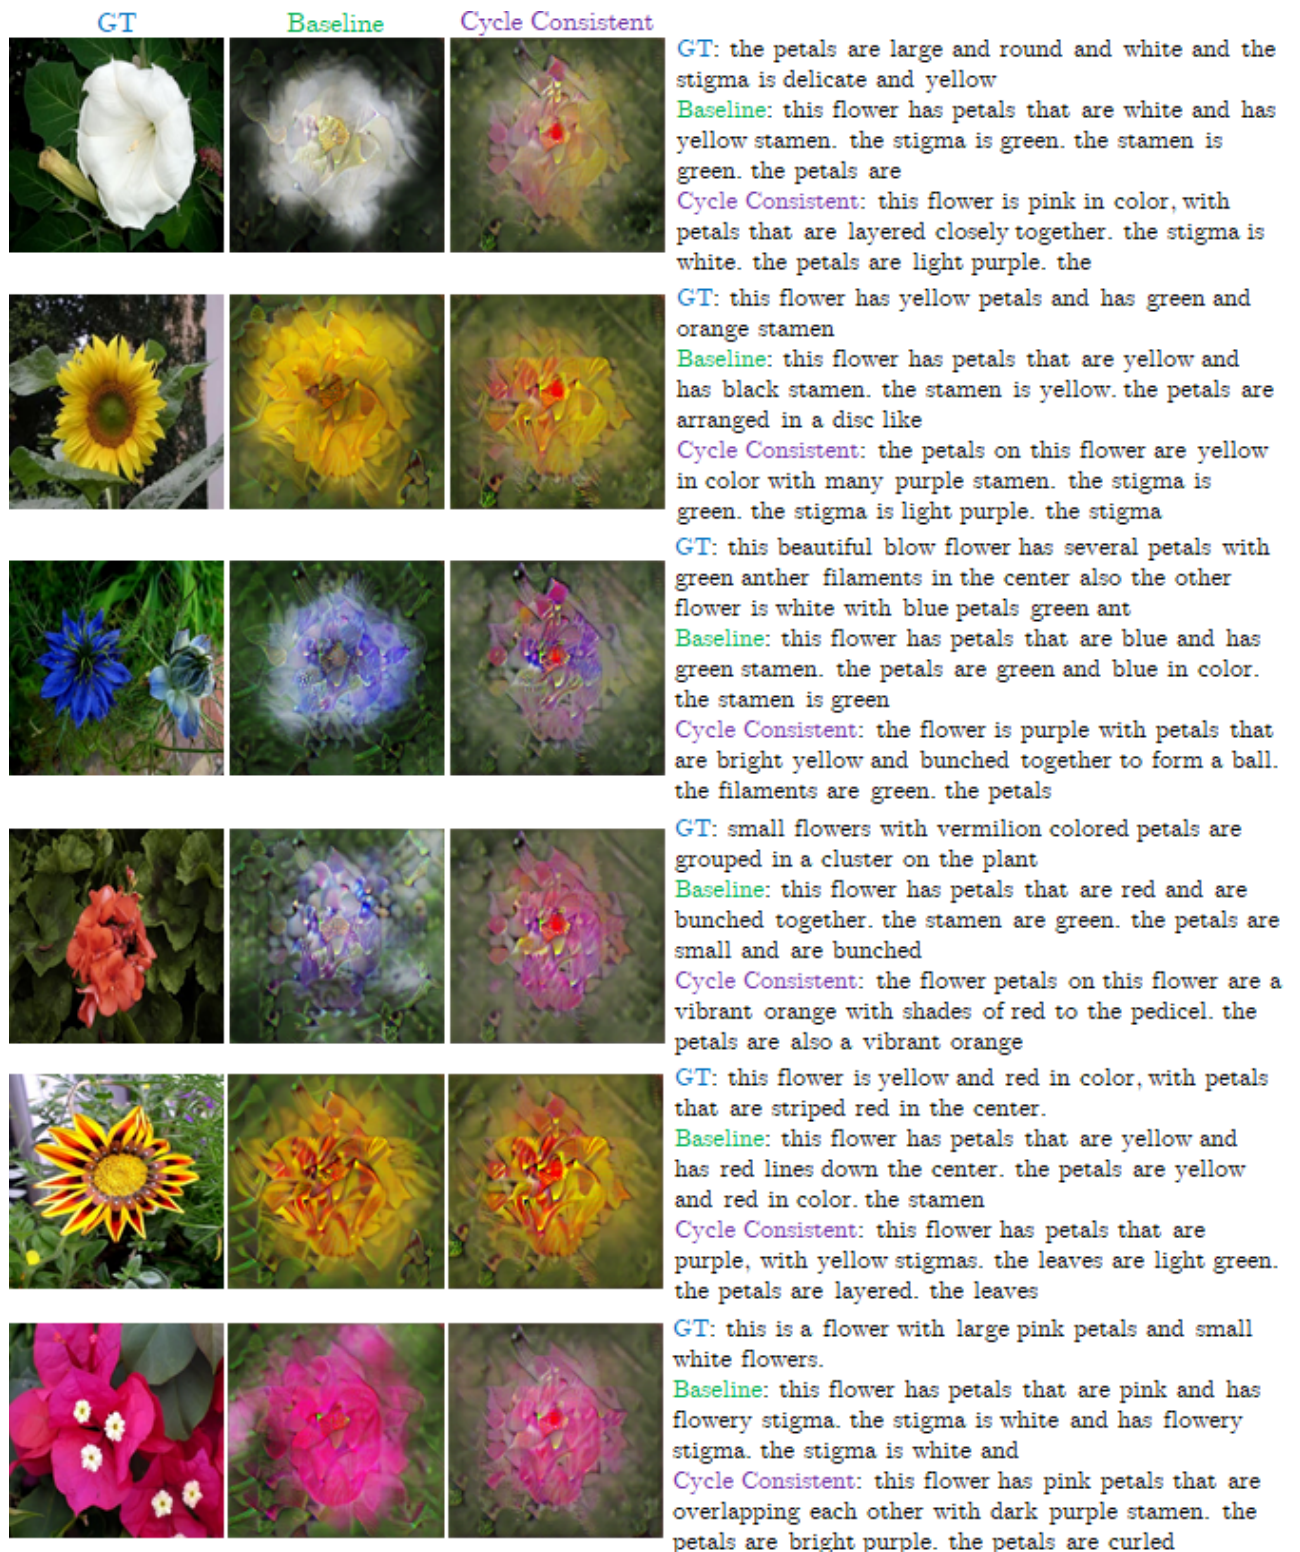 GT
Baseline
Cycle Consistent
GT: the petals are large and round and white and the
stigma is delicate and yellow
Baseline: this flower has petals that are white and has
yellow stamen. the stigma is green. the stamen is
green. the petals are
Cycle Consistent: this flower is pink in color, with
petals that are layered closely together. the stigma is
white. the petals are light purple. the
GT: this flower has yellow petals and has green and
orange stamen
Baseline: this flower has petals that are yellow and
has black stamen. the stamen is yellow. the petals are
arranged in a disc like
Cycle Consistent: the petals on this flower are yellow
in color with many purple stamen. the stigma is
green. the stigma is light purple. the stigma
GT: this beautiful blow flower has several petals with
green anther filaments in the center also the other
flower is white with blue petals green ant
Baseline: this flower has petals that are blue and has
green stamen. the petals are green and blue in color.
the stamen is green
Cycle Consistent: the flower is purple with petals that
are bright yellow and bunched together to form a ball.
the filaments are green. the petals
GT: small flowers with vermilion colored petals are
grouped in a cluster on the plant
Baseline: this flower has petals that are red and are
bunched together. the stamen are green. the petals are
small and are bunched
Cycle Consistent: the flower petals on this flower are a
vibrant orange with shades of red to the pedicel. the
petals are also a vibrant orange
GT: this flower is yellow and red in color, with petals
that are striped red in the center.
Baseline: this flower has petals that are yellow and
has red lines down the center. the petals are yellow
and red in color. the stamen
Cycle Consistent: this flower has petals that are
purple, with yellow stigmas. the leaves are light green.
the petals are layered. the leaves
GT: this is a flower with large pink petals and small
white flowers.
Baseline: this flower has petals that are pink and has
flowery stigma. the stigma is white and has flowery
stigma. the stigma is white and
Cycle Consistent: this flower has pink petals that are
overlapping each other with dark purple stamen. the
petals are bright purple. the petals are curled